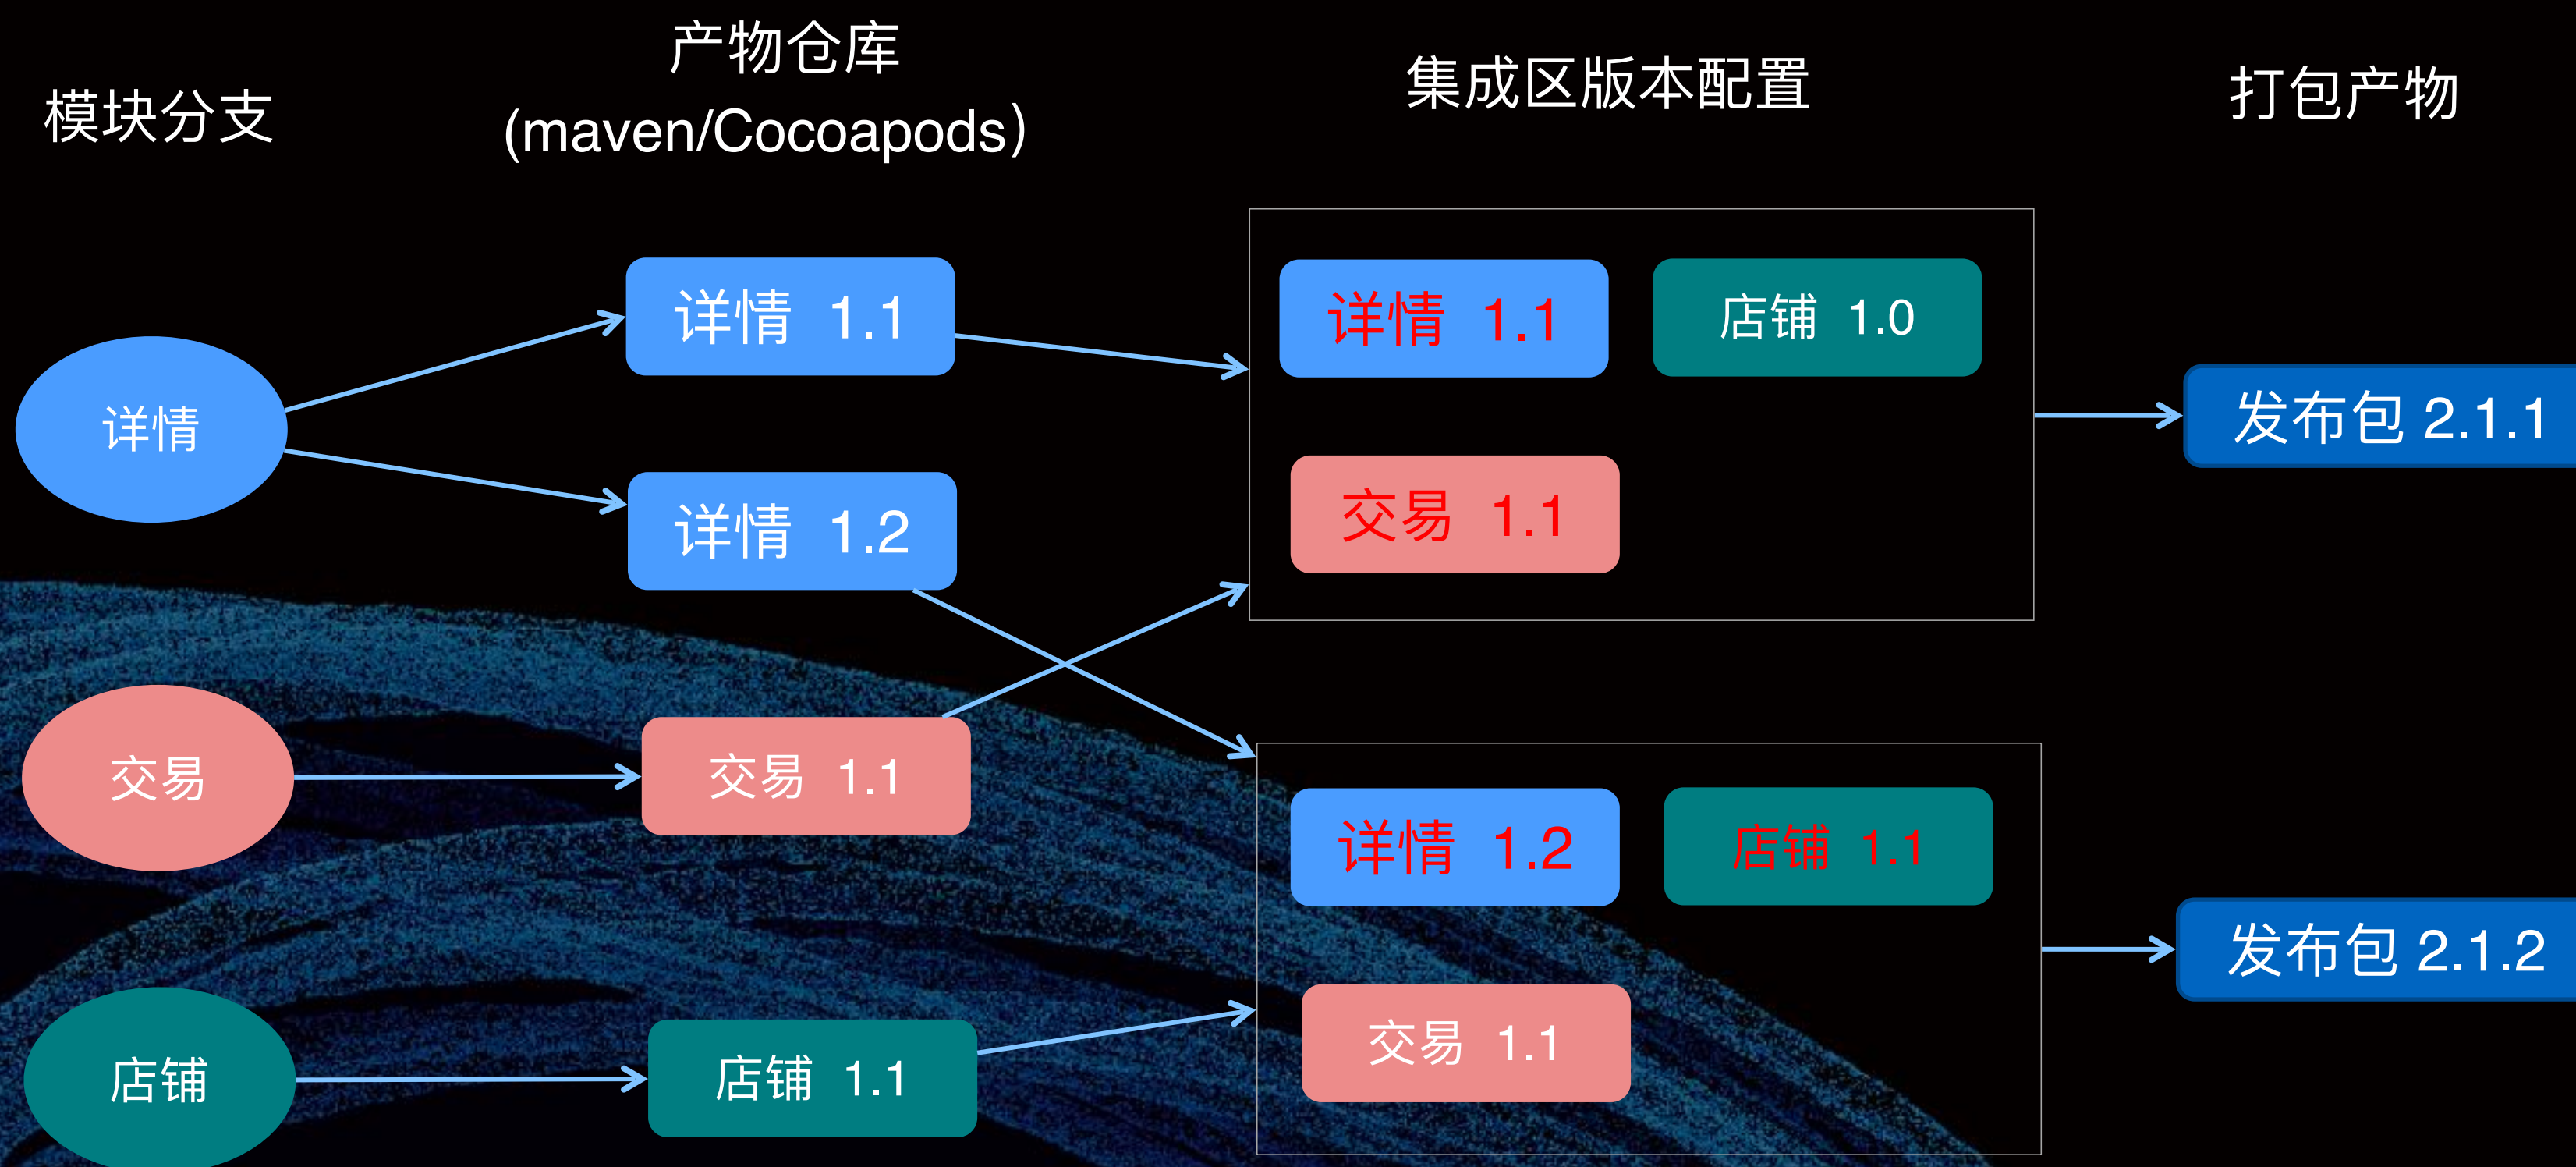 模块分支
产物仓库
(maven/Cocoapods)
集成区版本配置
打包产物
详情
详情 1.1
详情 1.2
详情 1.1
店铺 1.0
交易 1.1
发布包 2.1.1
交易
交易 1.1
详情 1.2
店铺 1.1
交易 1.1
发布包 2.1.2
店铺
店铺 1.1